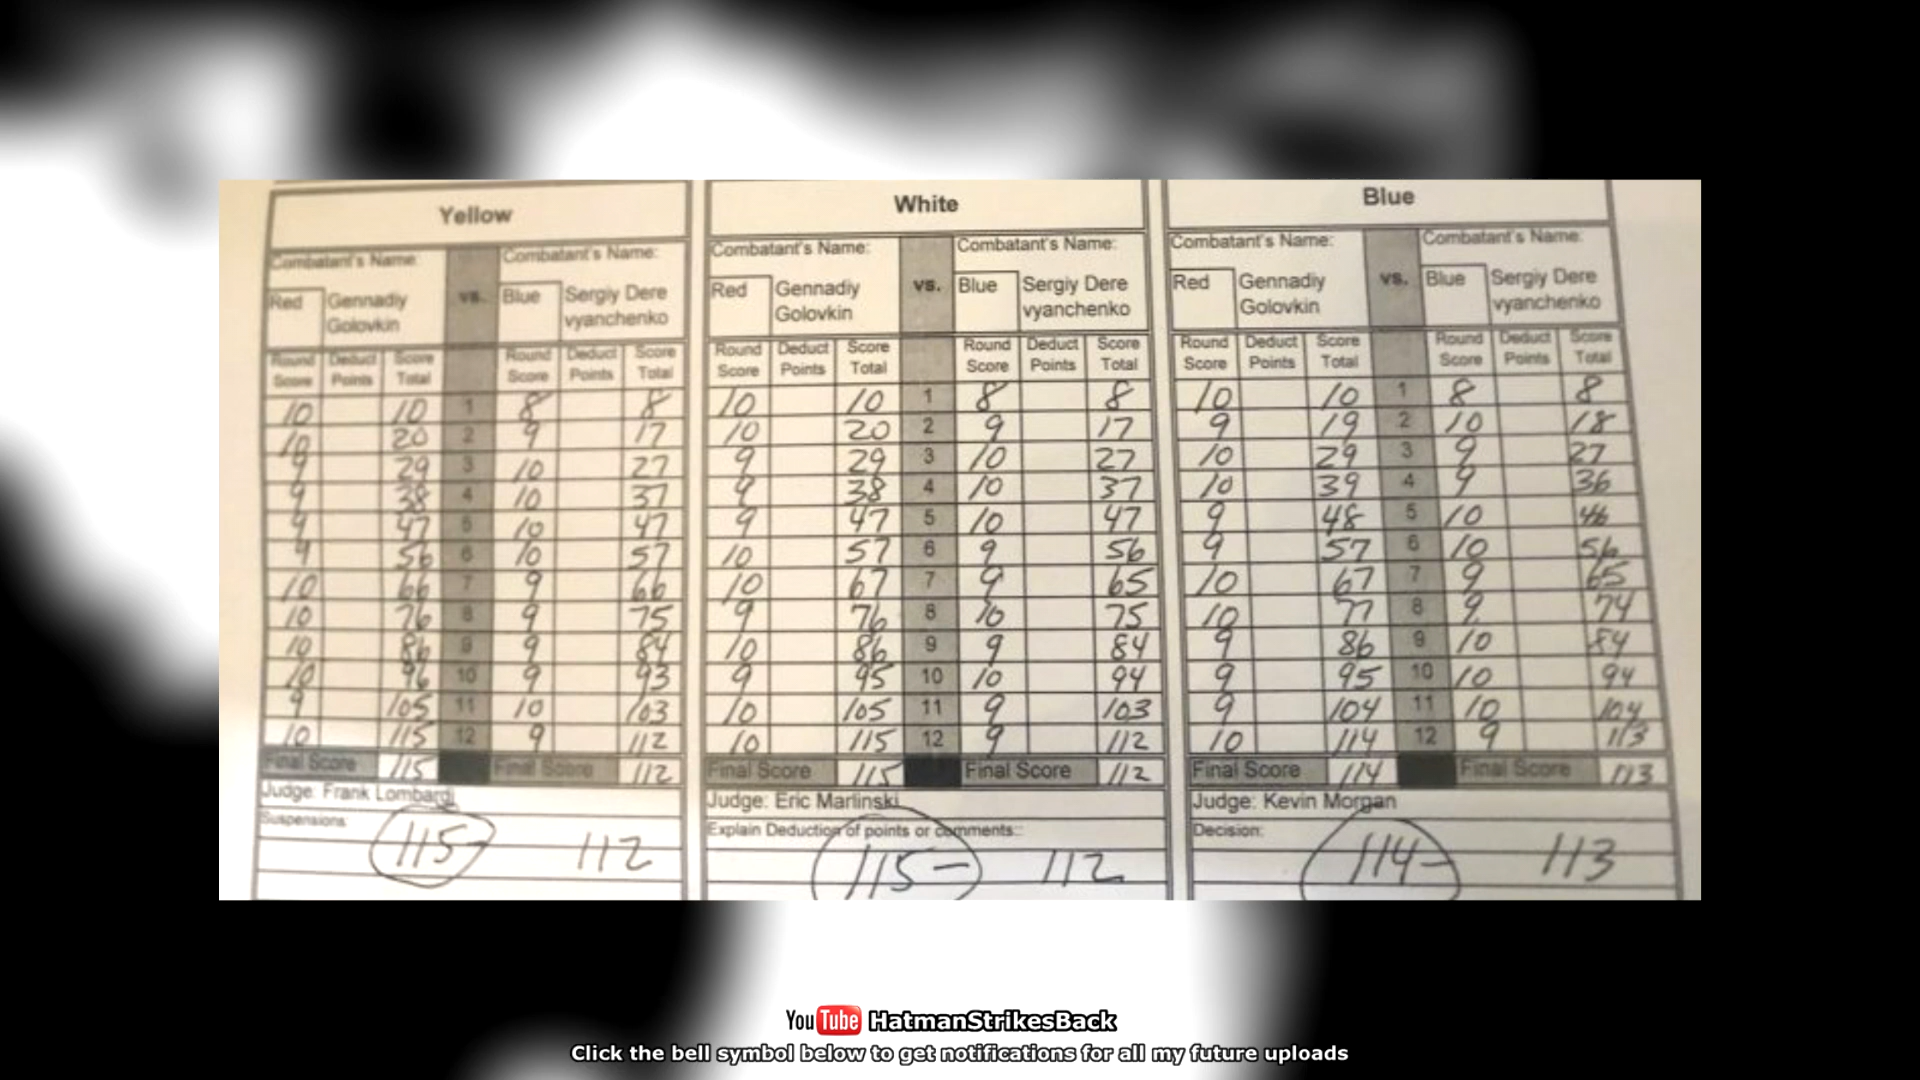 Yellow
Combatant's Name:
Red
Gennadiy
Golovkin
vs.
Combatant's Name:
Blue
Sergiy Dere
vyanchenko
Round Score Deduct Points Score Total Round Score Deduct Points Score Total
10 10 1 8 8
10 20 2 9 17
9 29 3 10 27
9 38 4 10 37
9 47 5 10 47
9 56 6 10 57
10 66 7 9 66
10 76 8 9 75
10 86 9 9 84
10 96 10 9 93
9 105 11 10 103
10 115 12 9 112
Final Score 115 Final Score 112
Judge: Frank Lombardi
Suspensions:
115- 112
White
Combatant's Name:
Red
Gennadiy
Golovkin
vs.
Combatant's Name:
Blue
Sergiy Dere
vyanchenko
Round Score Deduct Points Score Total Round Score Deduct Points Score Total
10 10 1 8 8
10 20 2 9 17
9 29 3 10 27
9 38 4 10 37
9 47 5 10 47
10 57 6 9 56
10 67 7 9 65
9 76 8 10 75
10 86 9 9 84
9 95 10 10 94
10 105 11 9 103
10 115 12 9 112
Final Score 115 Final Score 112
Judge: Eric Marlinski
Explain Deduction of points or comments:
115- 112
Blue
Combatant's Name:
Red
Gennadiy
Golovkin
vs.
Combatant's Name:
Blue
Sergiy Dere
vyanchenko
Round Score Deduct Points Score Total Round Score Deduct Points Score Total
10 10 1 8 8
9 19 2 10 18
10 29 3 9 27
10 39 4 9 36
9 48 5 10 46
9 57 6 10 56
10 67 7 9 65
10 77 8 9 74
9 86 9 10 84
9 95 10 10 94
9 104 11 10 104
10 114 12 9 113
Final Score 114 Final Score 113
Judge: Kevin Morgan
Decision:
114- 113
YouTube HatmanStrikesBack
Click the bell symbol below to get notifications for all my future uploads